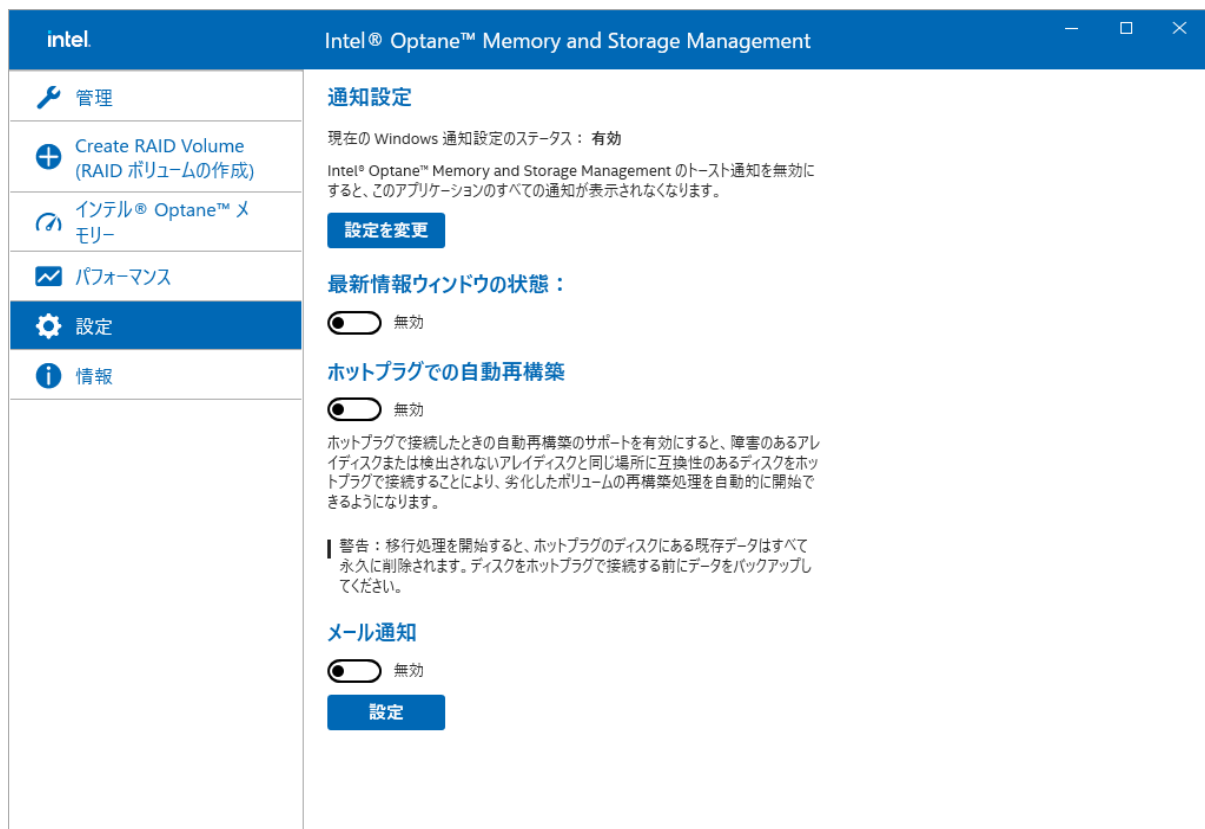 intel.
Intel® Optane™ Memory and Storage Management
管理
Create RAID Volume
(RAID ボリュームの作成)
インテル® Optane™ メ
モリー
パフォーマンス
設定
情報
通知設定
現在の Windows 通知設定のステータス： 有効
Intel® Optane™ Memory and Storage Management のトースト通知を無効に
すると、このアプリケーションのすべての通知が表示されなくなります。
設定を変更
最新情報ウィンドウの状態：
無効
ホットプラグでの自動再構築
無効
ホットプラグで接続したときの自動再構築のサポートを有効にすると、障害のあるアレ
イディスクまたは検出されないアレイディスクと同じ場所に互換性のあるディスクをホッ
トプラグで接続することにより、劣化したボリュームの再構築処理を自動的に開始で
きるようになります。
警告：移行処理を開始すると、ホットプラグのディスクにある既存データはすべて
永久に削除されます。ディスクをホットプラグで接続する前にデータをバックアップし
てください。
メール通知
無効
設定